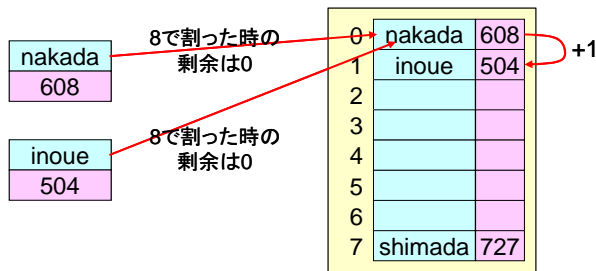 nakada
608
8で割った時の
剰余は0
inoue
504
8で割った時の
剰余は0
0 nakada 608
1 inoue 504
2
3
4
5
6
7 shimada 727
+1